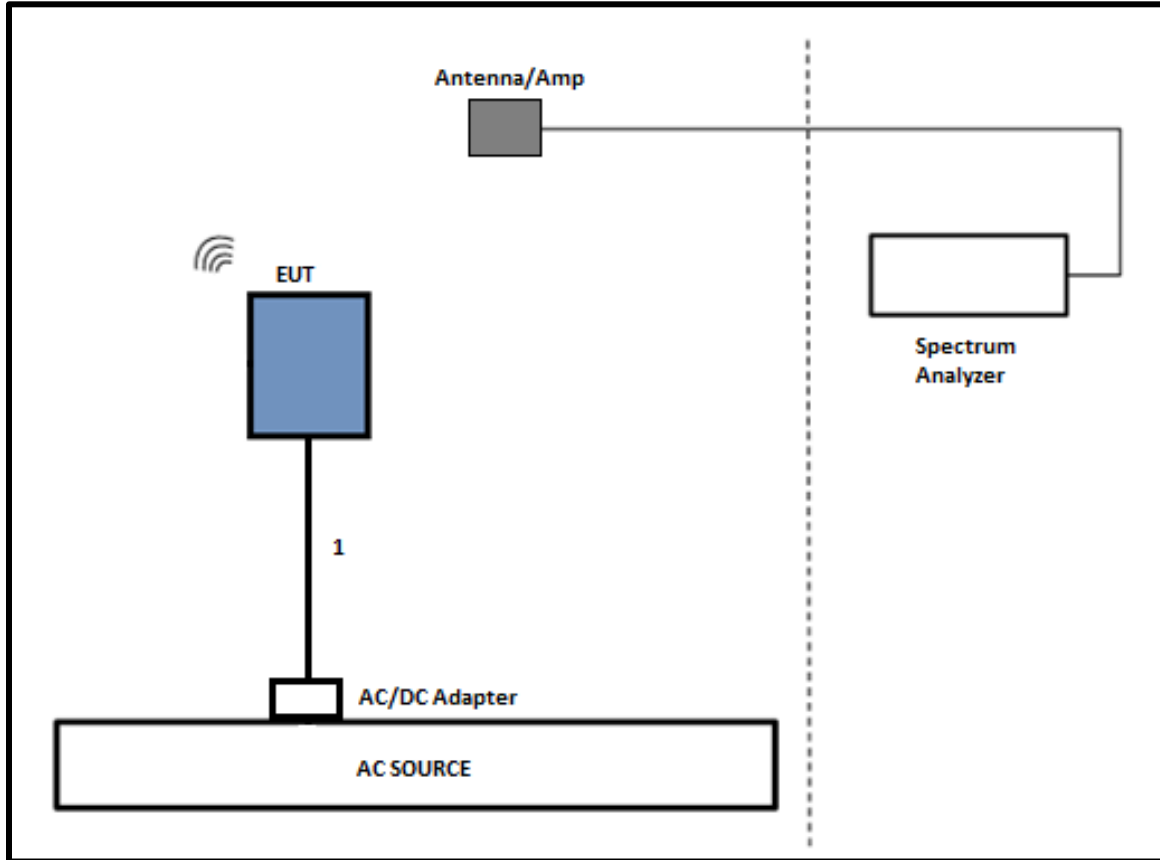 Antenna/Amp
EUT
Spectrum
Analyzer
1
AC/DC Adapter
AC SOURCE